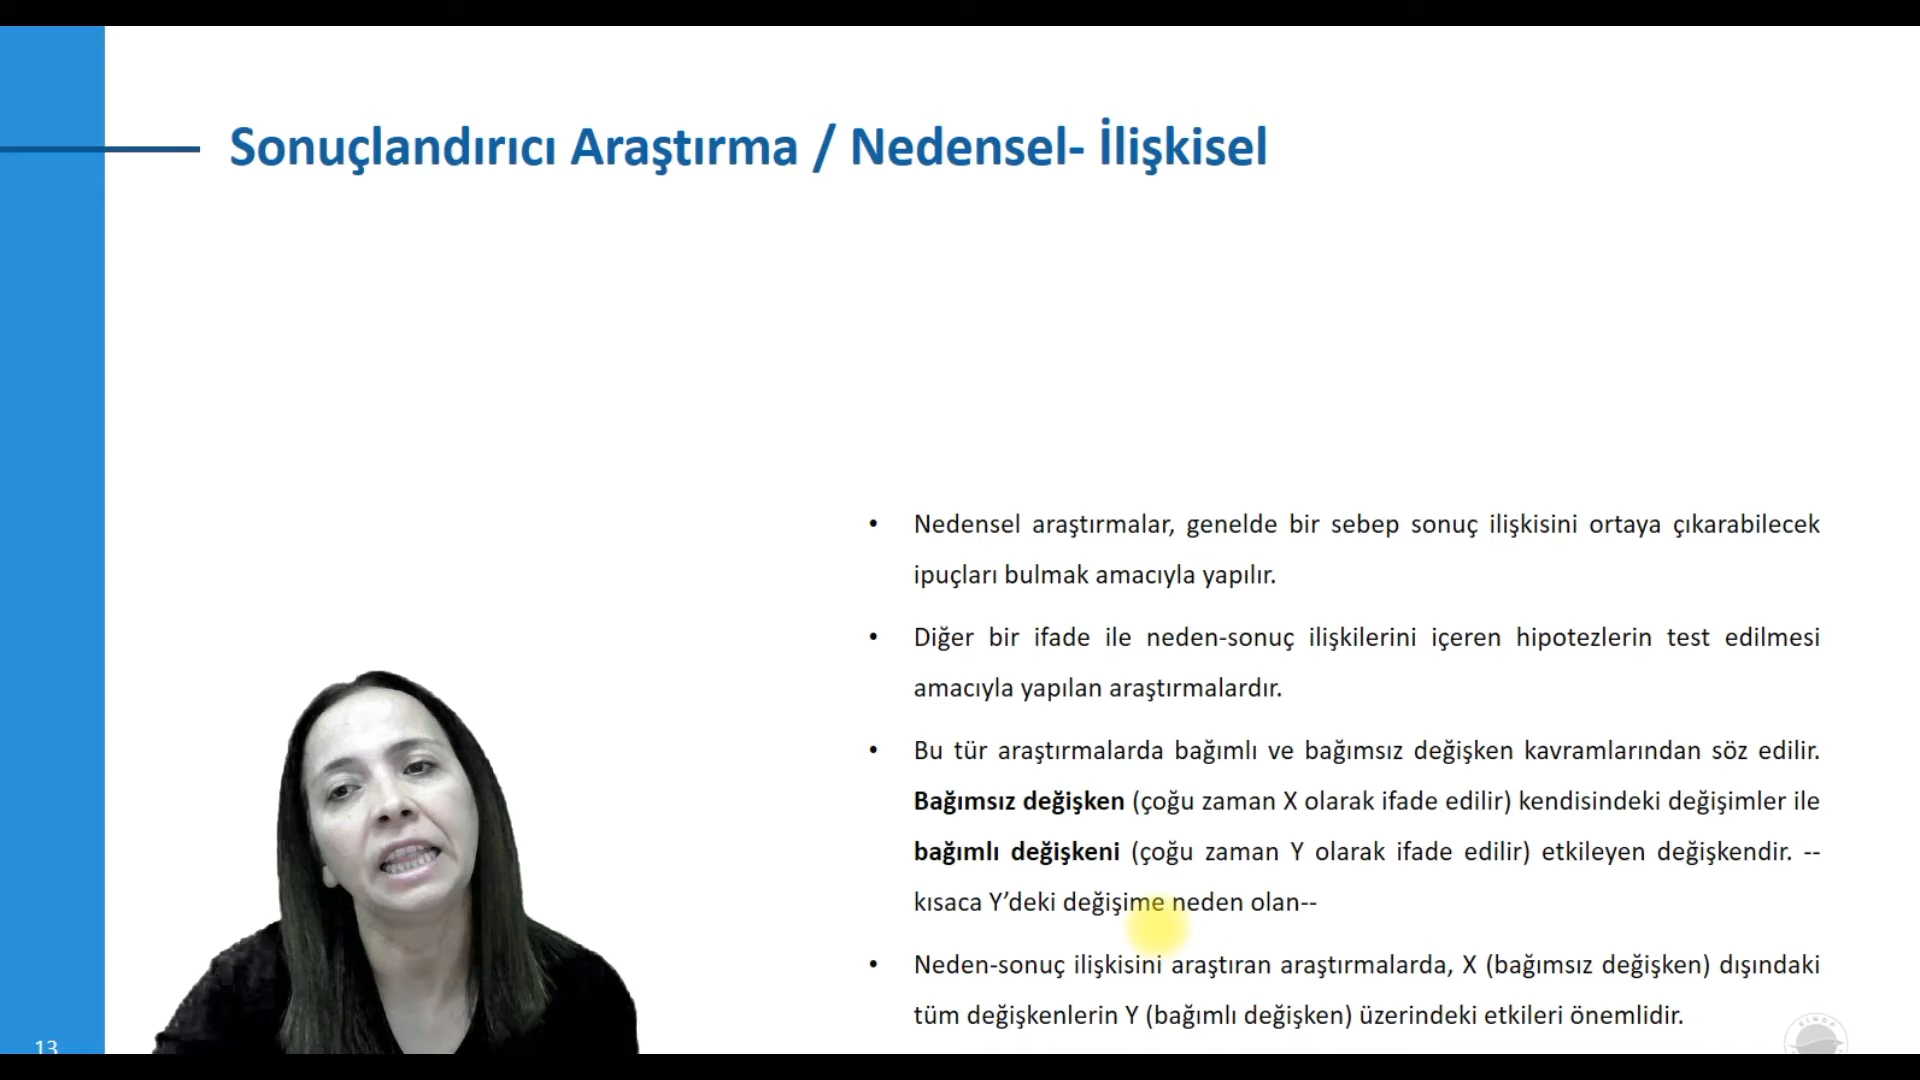 Sonuçlandırıcı Araştırma / Nedensel- İlişkisel
• Nedensel araştırmalar, genelde bir sebep sonuç ilişkisini ortaya çıkarabilecek
ipuçları bulmak amacıyla yapılır.
• Diğer bir ifade ile neden-sonuç ilişkilerini içeren hipotezlerin test edilmesi
amacıyla yapılan araştırmalardır.
• Bu tür araştırmalarda bağımlı ve bağımsız değişken kavramlarından söz edilir.
Bağımsız değişken (çoğu zaman X olarak ifade edilir) kendisindeki değişimler ile
bağımlı değişkeni (çoğu zaman Y olarak ifade edilir) etkileyen değişkendir. --
kısaca Y’deki değişime neden olan--
• Neden-sonuç ilişkisini araştıran araştırmalarda, X (bağımsız değişken) dışındaki
tüm değişkenlerin Y (bağımlı değişken) üzerindeki etkileri önemlidir.
13